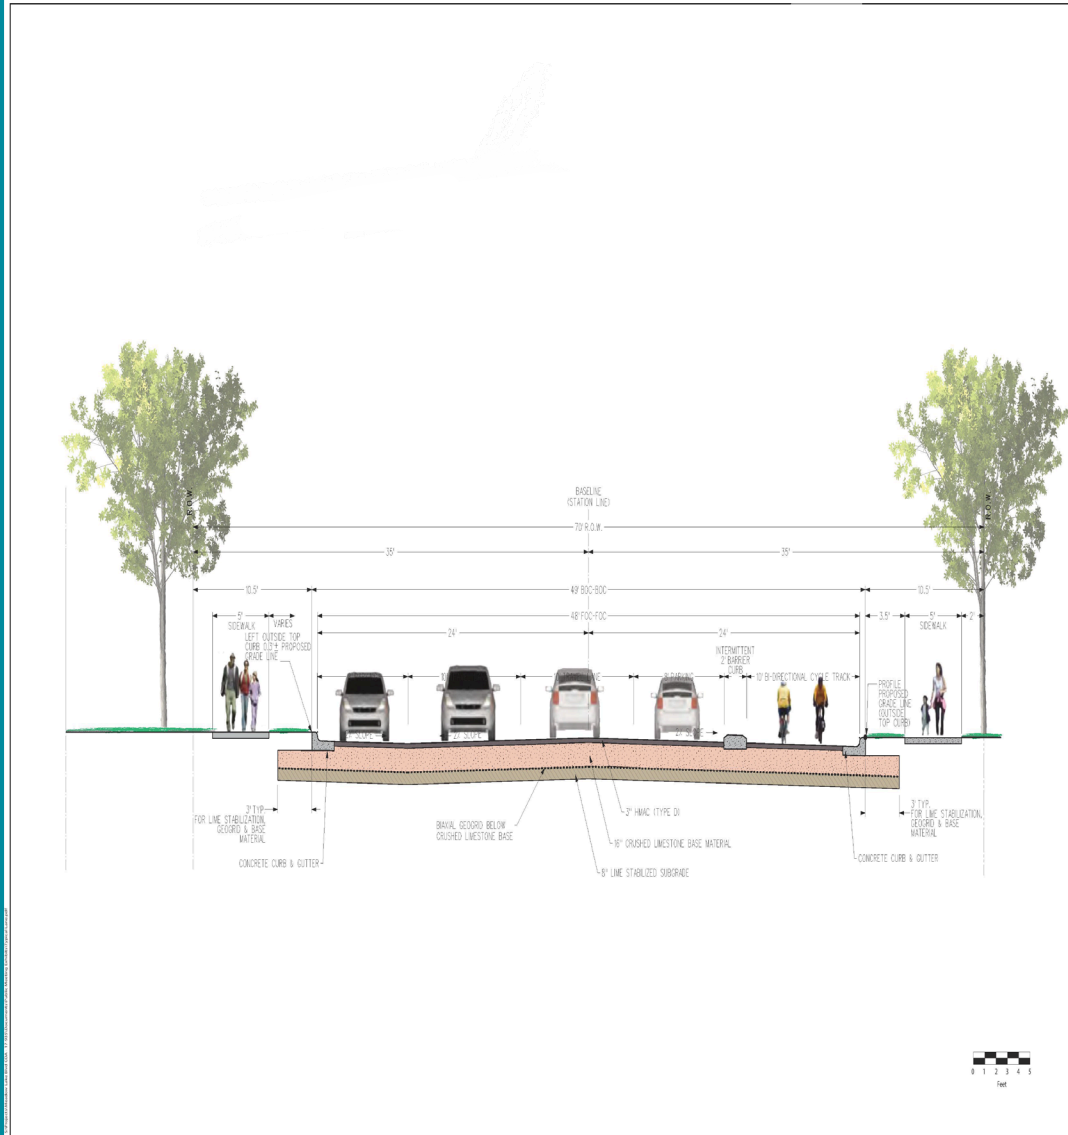 BASELINE
(STATION LINE)
R.O.W.
R.O.W.
70' R.O.W.
35'
35'
10.5'
49' BOC-BOC
10.5'
5'
SIDEWALK
VARIES
48' FOC-FOC
3.5'
5'
SIDEWALK
2'
LEFT OUTSIDE TOP
CURB 0.13'± PROPOSED
GRADE LINE
24'
24'
INTERMITTENT
2' BARRIER
CURB
8' PARKING
10' BI-DIRECTIONAL CYCLE TRACK
PROFILE
PROPOSED
GRADE LINE
(OUTSIDE
TOP CURB)
SLOPE
2% SLOPE
3' TYP.
FOR LIME STABILIZATION,
GEOGRID & BASE
MATERIAL
BIAXIAL GEOGRID BELOW
CRUSHED LIMESTONE BASE
3" HMAC (TYPE D)
16" CRUSHED LIMESTONE BASE MATERIAL
8" LIME STABILIZED SUBGRADE
CONCRETE CURB & GUTTER
3' TYP.
FOR LIME STABILIZATION,
GEOGRID & BASE
MATERIAL
CONCRETE CURB & GUTTER
0 1 2 3 4 5
Feet